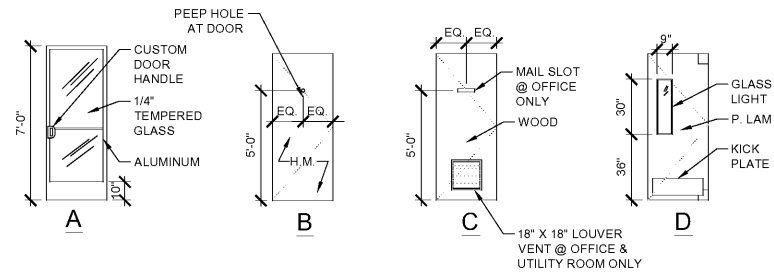 PEEP HOLE
AT DOOR
CUSTOM
DOOR
HANDLE
1/4"
TEMPERED
GLASS
ALUMINUM
7'-0"
10"
A
EQ.
EQ.
5'-0"
H.M.
B
EQ.
EQ.
MAIL SLOT
@ OFFICE
ONLY
WOOD
5'-0"
18" X 18" LOUVER
VENT @ OFFICE &
UTILITY ROOM ONLY
C
9"
GLASS
LIGHT
P. LAM
KICK
PLATE
30"
36"
D